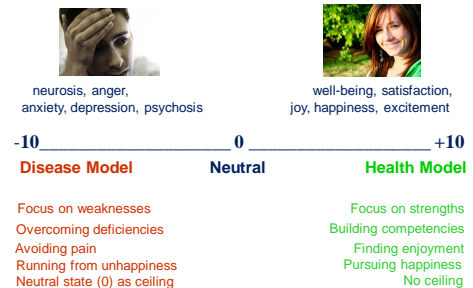 neurosis, anger,
anxiety, depression, psychosis
well-being, satisfaction,
joy, happiness, excitement
-10____________________ 0 ____________________ +10
Disease Model Neutral Health Model
Focus on weaknesses
Overcoming deficiencies
Avoiding pain
Running from unhappiness
Neutral state (0) as ceiling
Focus on strengths
Building competencies
Finding enjoyment
Pursuing happiness
No ceiling